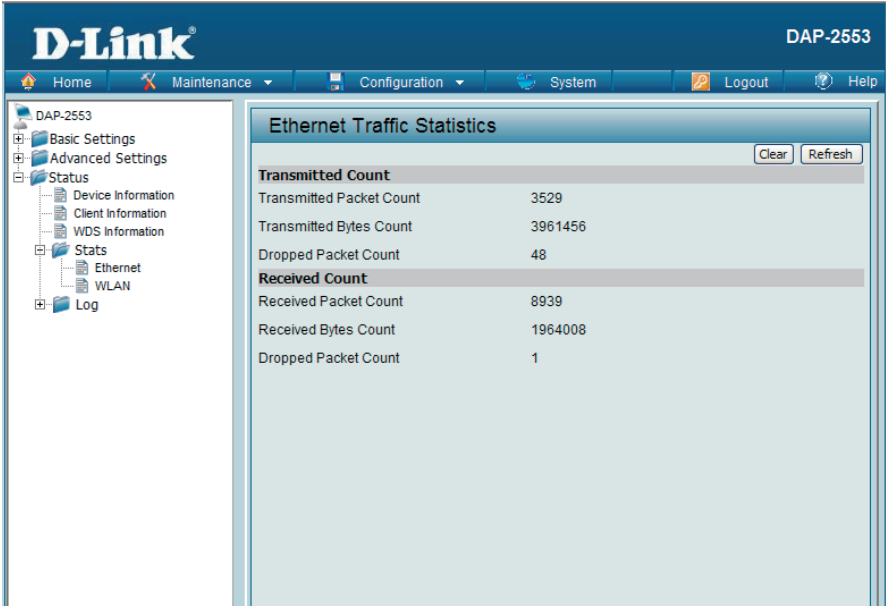 D-Link®
DAP-2553
Home Maintenance Configuration System Logout Help
DAP-2553
Basic Settings
Advanced Settings
Status
Device Information
Client Information
WDS Information
Stats
Ethernet
WLAN
Log
Ethernet Traffic Statistics
Clear Refresh
Transmitted Count
Transmitted Packet Count 3529
Transmitted Bytes Count 3961456
Dropped Packet Count 48
Received Count
Received Packet Count 8939
Received Bytes Count 1964008
Dropped Packet Count 1